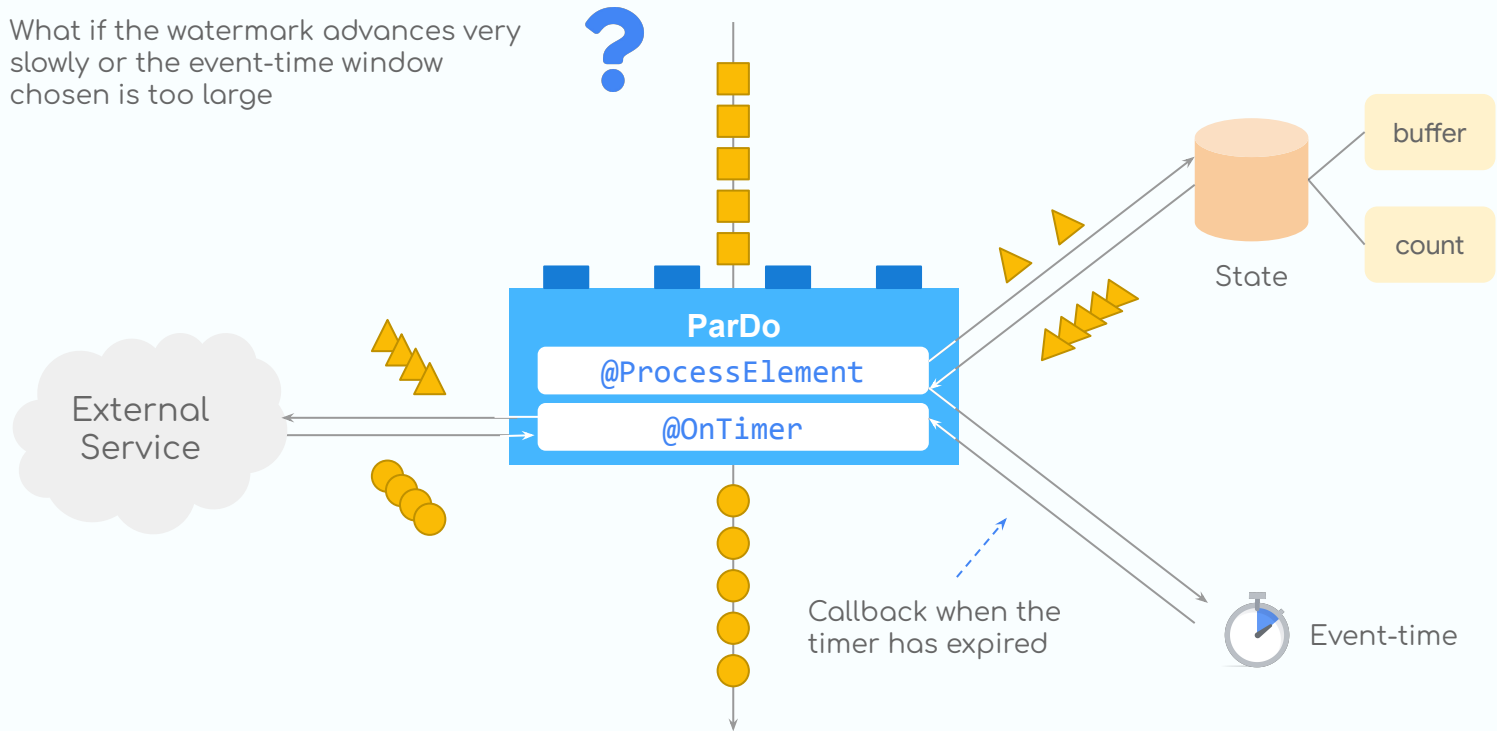 What if the watermark advances very
slowly or the event-time window
chosen is too large
buffer
count
State
ParDo
@ProcessElement
@OnTimer
External
Service
Callback when the
timer has expired
Event-time